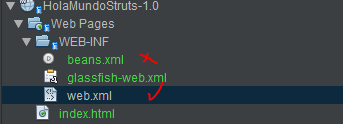 HolaMundoStruts-1.0
Web Pages
WEB-INF
beans.xml
glassfish-web.xml
web.xml
index.html